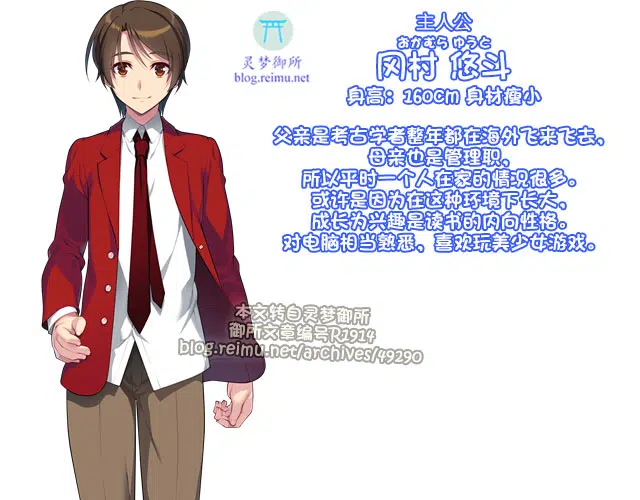 灵梦御所
blog.reimu.net
主人公
おかむら ゆうと
冈村 悠斗
身高：160CM 身材瘦小
父亲是考古学者整年都在海外飞来飞去，
母亲也是管理职，
所以平时一个人在家的情况很多。
或许是因为在这种环境下长大，
成长为兴趣是读书的内向性格。
对电脑相当熟悉，喜欢玩美少女游戏。
本文转自灵梦御所
御所文章编号R1914
blog.reimu.net/archives/49290